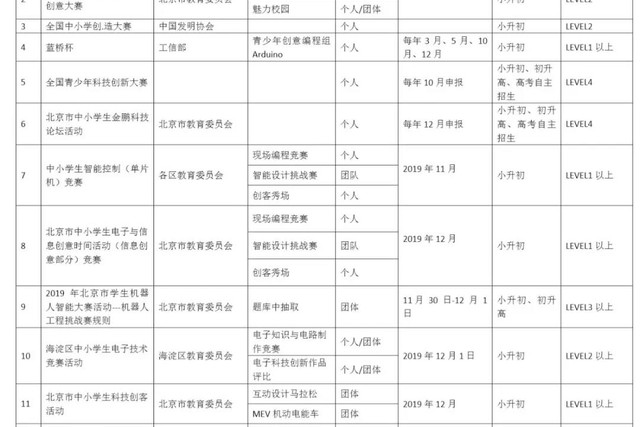 创意大赛 北京市教育委员会 魅力校园 个人/团体 LEVEL2
3 全国中小学创.造大赛 中国发明协会 个人 小升初 LEVEL2
4 蓝桥杯 工信部 青少年创意编程组 个人 每年 3 月、5 月、10 小升初 LEVEL1 以上
Arduino 月、12 月
5 全国青少年科技创新大赛 个人 每年 10 月申报 小升初、初升 LEVEL4
高、高考自主
招生
6 北京市中小学生金鹏科技 北京市教育委员会 个人 每年 12 月申报 小升初、初升 LEVEL4
论坛活动 高、高考自主
招生
7 中小学生智能控制（单片 各区教育委员会 现场编程竞赛 个人 2019 年 11 月 小升初 LEVEL1 以上
机）竞赛 智能设计挑战赛 团队
创客秀场 个人
8 北京市中小学生电子与信 北京市教育委员会 现场编程竞赛 个人 2019 年 12 月 小升初 LEVEL1 以上
息创意时间活动（信息创 智能设计挑战赛 团队
意部分）竞赛 创客秀场 个人
9 2019 年北京市学生机器 北京市教育委员会 题库中抽取 团体 11月 30 日-12 月 1 小升初、初升 LEVEL3 以上
人智能大赛活动---机器人 日 高
工程挑战赛规则
10 海淀区中小学生电子技术 海淀区教育委员会 电子知识与电路制 个人/团体 2019 年 12 月 1 日 小升初 LEVEL2 以上
竞赛活动 作竞赛
电子科技创新作品 个人/团体
评比
11 北京市中小学生科技创客 北京市教育委员会 互动设计马拉松 团体 2019 年 12 月 小升初 LEVEL1 以上
活动 MEV 机动电能车 团体